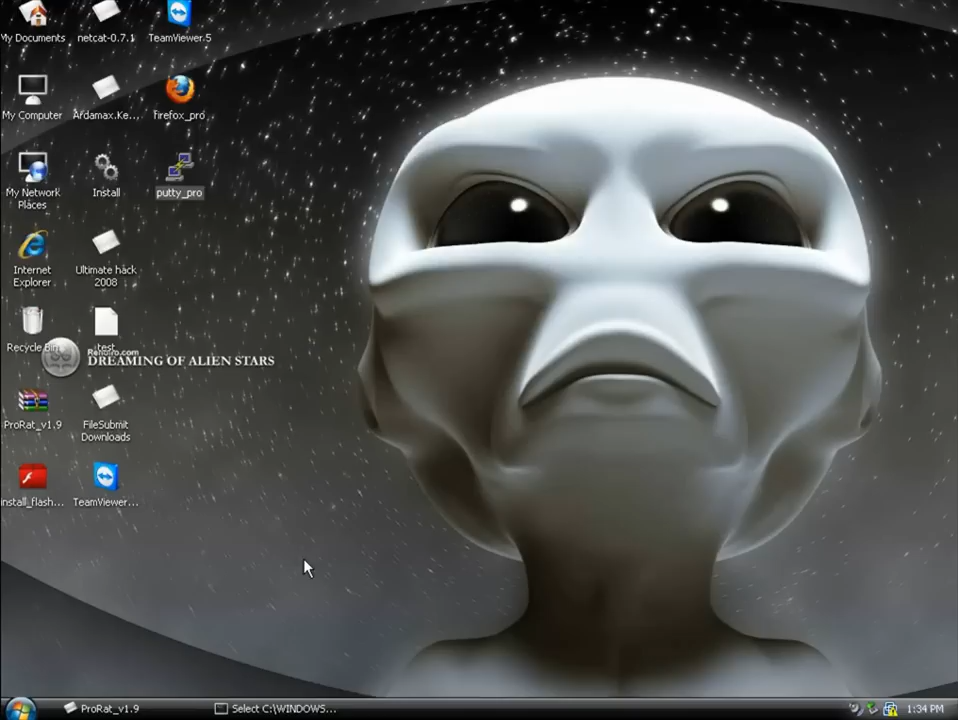 My Documents
netcat-0.7.1
TeamViewer 5
My Computer
Ardamax.Ke...
firefox_pro
My Network
Places
Install
putty_pro
Internet
Explorer
Ultimate hack
2008
Recycle Bin
test
DREAMING OF ALIEN STARS
ProRat_v1.9
FileSubmit
Downloads
install_flash...
TeamViewer...
ProRat_v1.9
Select C:\WINDOWS...
1:34 PM